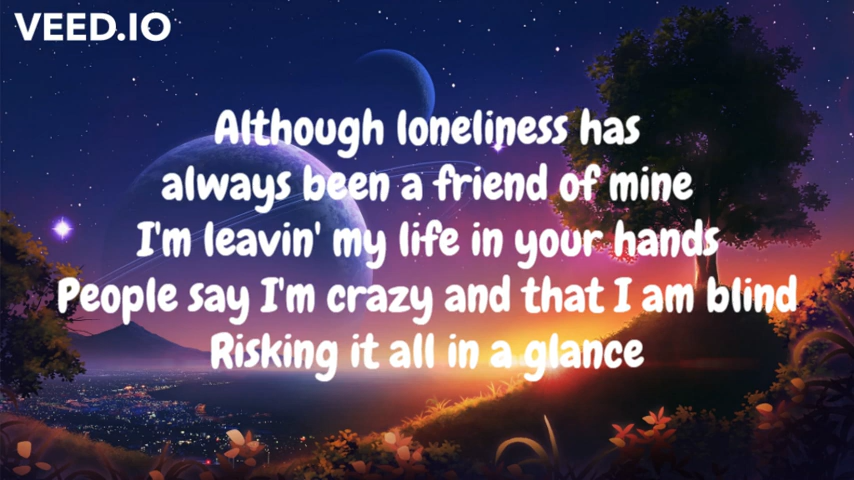 VEED.IO
Although loneliness has
always been a friend of mine
I'm leavin' my life in your hands
People say I'm crazy and that I am blind
Risking it all in a glance